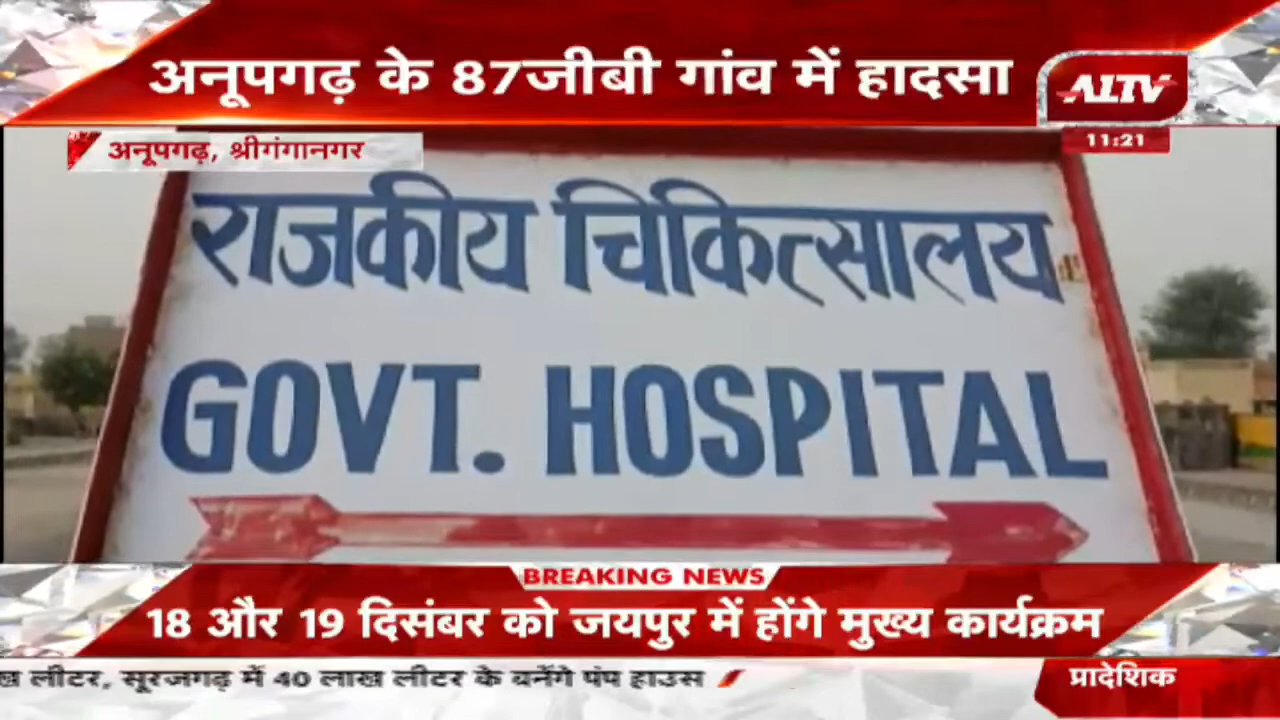 अनूपगढ़ के 87जीबी गांव में हादसा
ALTV
11:21
अनूपगढ़, श्रीगंगानगर
राजकीय चिकित्सालय
GOVT. HOSPITAL
BREAKING NEWS
18 और 19 दिसंबर को जयपुर में होंगे मुख्य कार्यक्रम
लीटर, सूरजगढ़ में 40 लाख लीटर के बनेंगे पंप हाउस
प्रादेशिक